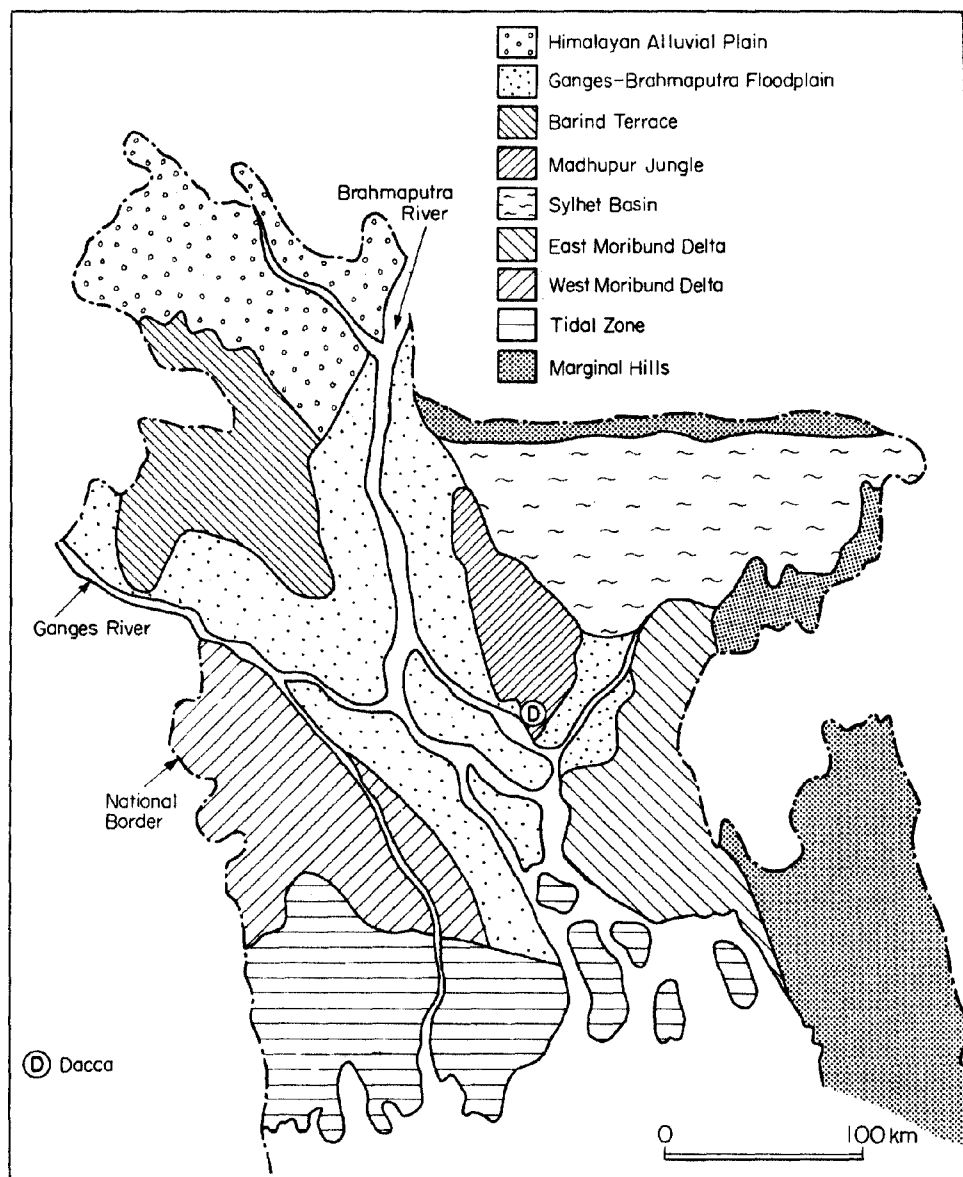 Himalayan Alluvial Plain
Ganges-Brahmaputra Floodplain
Barind Terrace
Madhupur Jungle
Sylhet Basin
East Moribund Delta
West Moribund Delta
Tidal Zone
Marginal Hills
Brahmaputra
River
Ganges River
D
National
Border
D Dacca
0 100 km